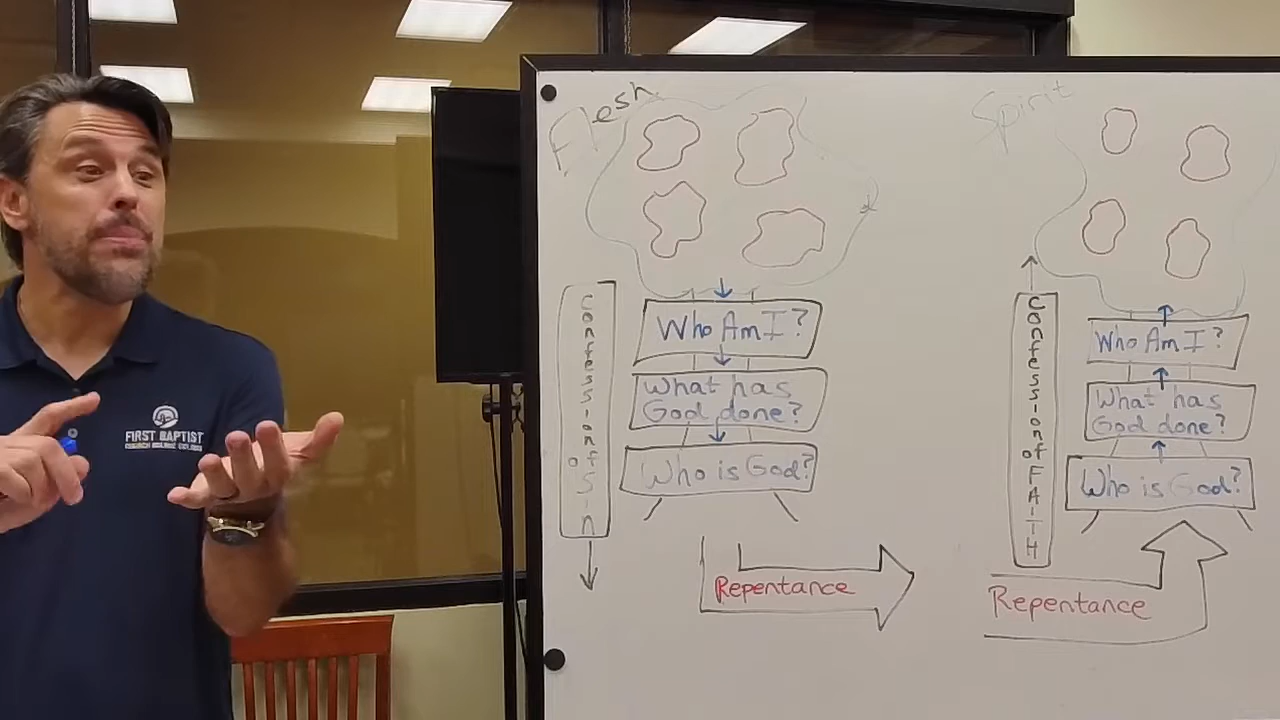 Flesh
Who Am I?
What has
God done?
Who is God?
Confession of Sin
Repentance
Spirit
Who Am I?
What has
God done?
Who is God?
Confession of FAITH
Repentance
FIRST BAPTIST